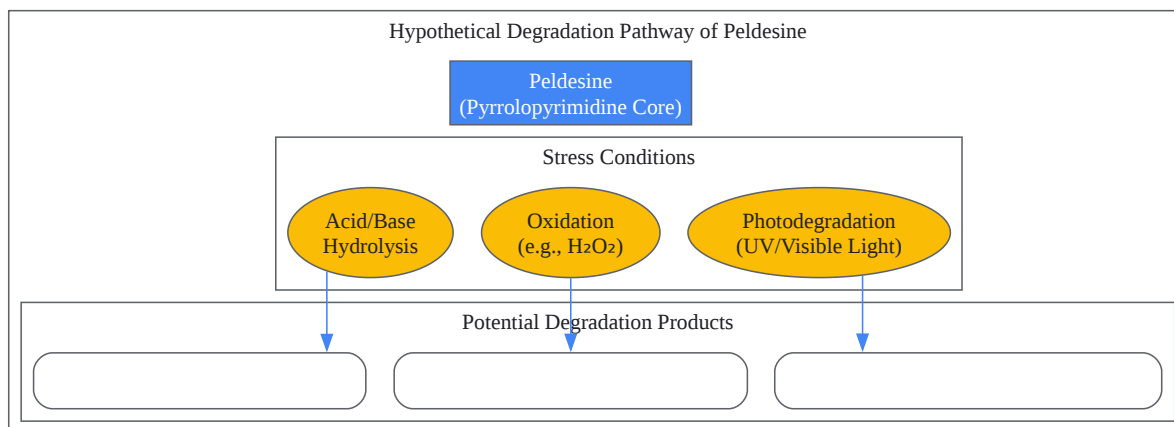 Hypothetical Degradation Pathway of Peldesine
Peldesine
(Pyrrolopyrimidine Core)
Stress Conditions
Acid/Base
Hydrolysis
Oxidation
(e.g., H₂O₂)
Photodegradation
(UV/Visible Light)
Potential Degradation Products